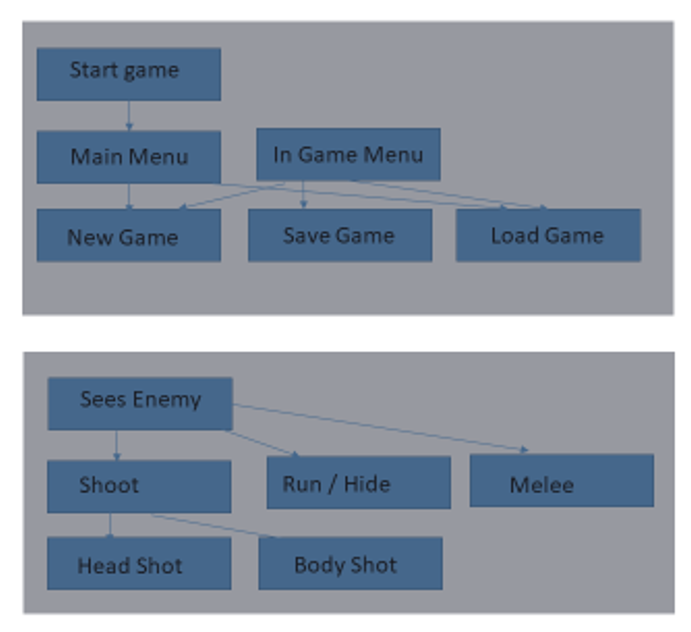 Start game
Main Menu
In Game Menu
New Game
Save Game
Load Game
Sees Enemy
Shoot
Run / Hide
Melee
Head Shot
Body Shot